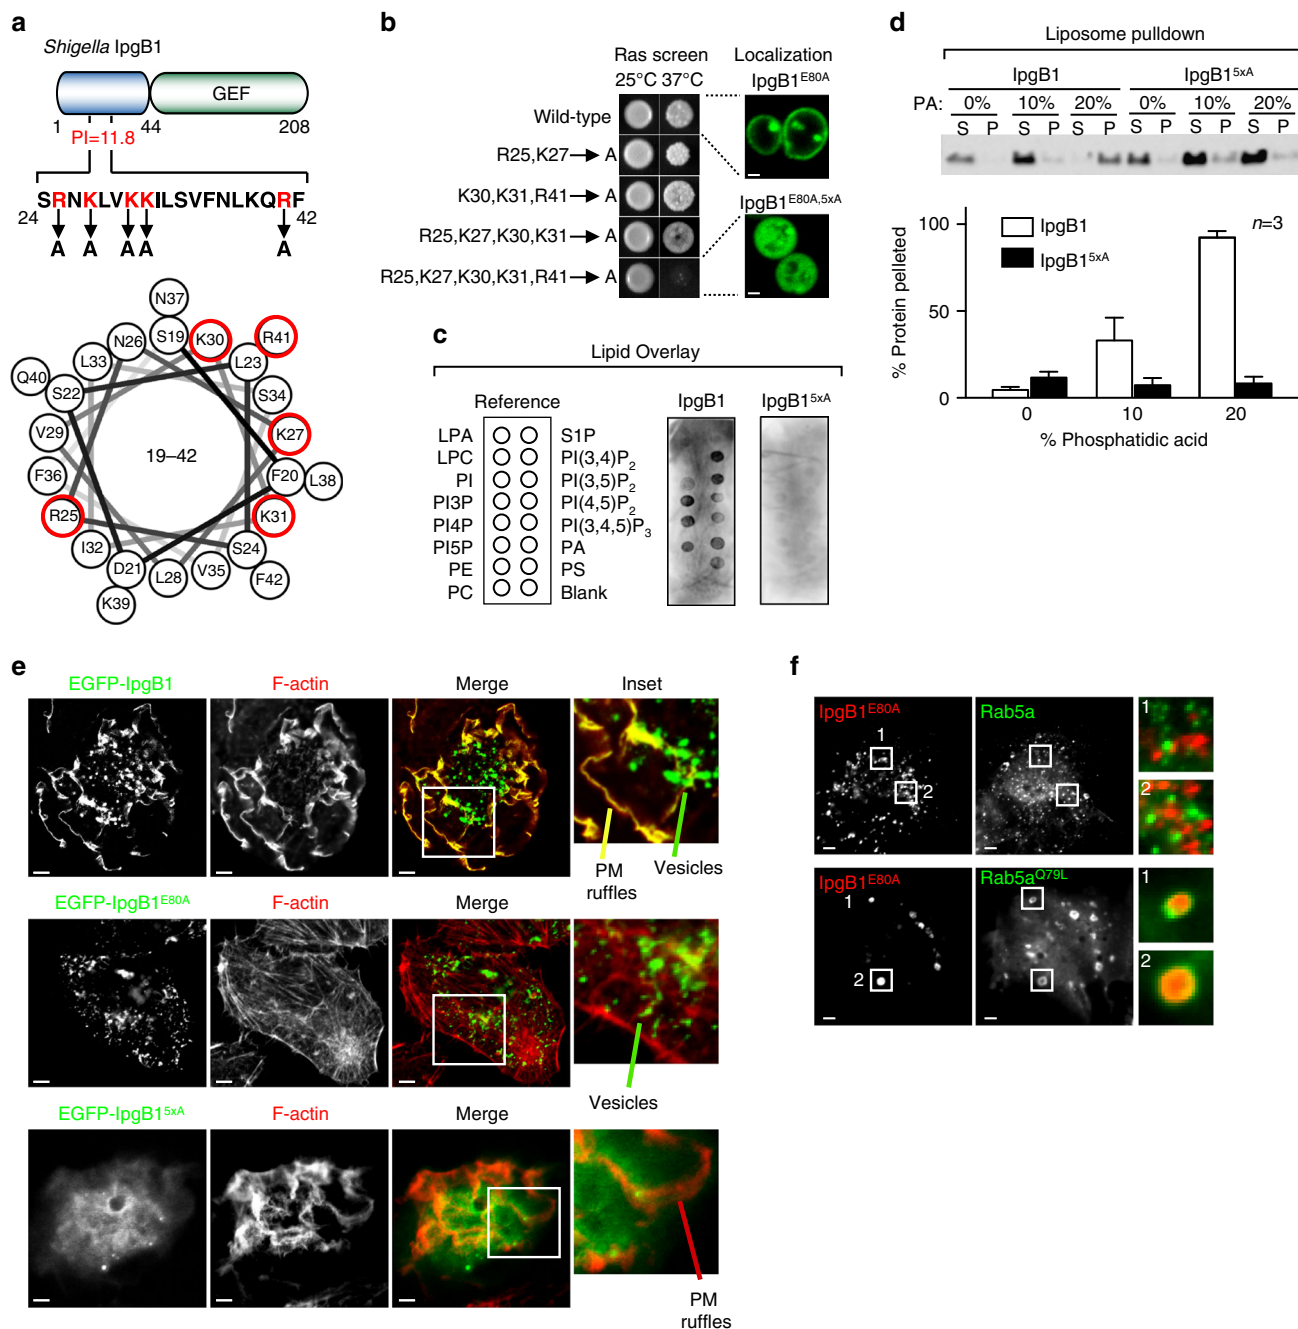 a
Shigella IpgB1
GEF
1 44 208
PI=11.8
SRNKLVKKILSVFNLKQRF
24 42
A A A A A
N37
S19
K30
R41
N26
L33
L23
Q40
S22
S34
V29
K27
19–42
F36
F20
L38
R25
K31
I32
S24
D21
L28
V35
F42
K39
b
Ras screen
25°C 37°C
Localization
IpgB1E80A
Wild-type
R25,K27 A
K30,K31,R41 A
R25,K27,K30,K31 A
R25,K27,K30,K31,R41 A
IpgB1E80A,5xA
c
Lipid Overlay
Reference
IpgB1
IpgB15xA
LPA S1P
LPC PI(3,4)P2
PI PI(3,5)P2
PI3P PI(4,5)P2
PI4P PI(3,4,5)P3
PI5P PA
PE PS
PC Blank
d
Liposome pulldown
IpgB1 IpgB15xA
PA: 0% 10% 20% 0% 10% 20%
S P S P S P S P S P S P
% Protein pelleted
100
50
0
IpgB1
IpgB15xA
n=3
0 10 20
% Phosphatidic acid
e
EGFP-IpgB1 F-actin Merge Inset
PM ruffles
Vesicles
EGFP-IpgB1E80A F-actin Merge
Vesicles
EGFP-IpgB15xA F-actin Merge
PM ruffles
f
IpgB1E80A
1
2
Rab5a
1
2
IpgB1E80A
1
2
Rab5aQ79L
1
2